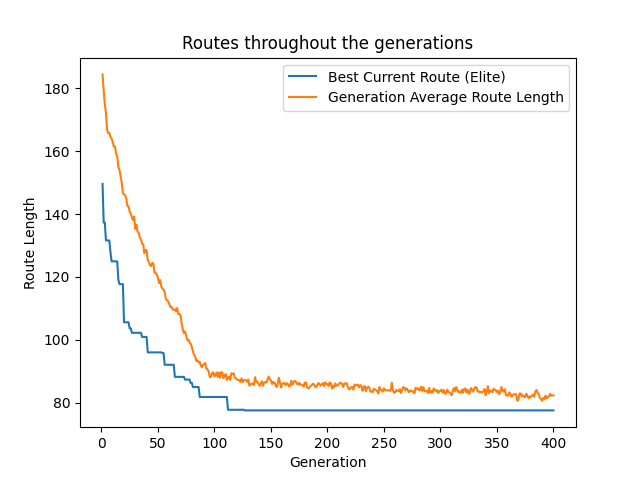 Routes throughout the generations
Best Current Route (Elite)
Generation Average Route Length
Route Length
180
160
140
120
100
80
0 50 100 150 200 250 300 350 400
Generation